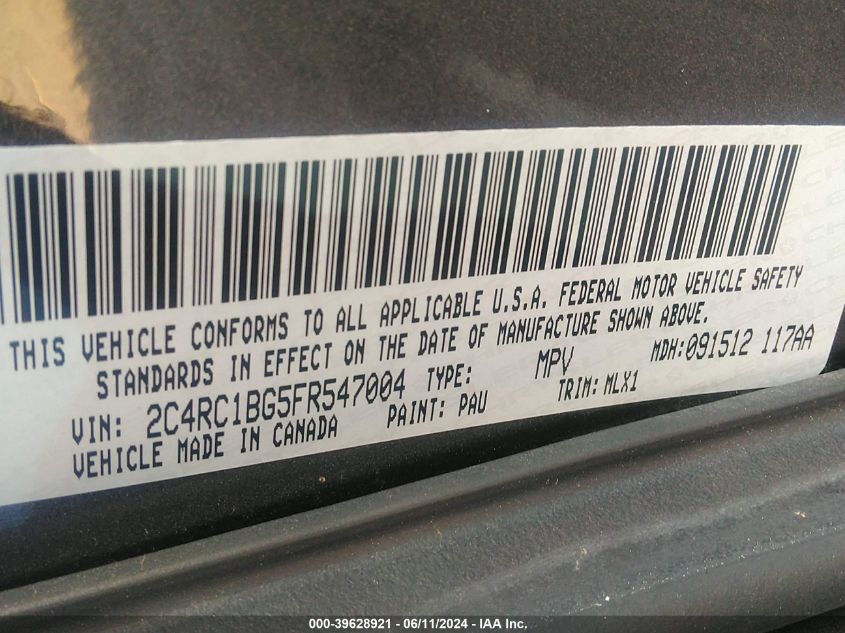 THIS VEHICLE CONFORMS TO ALL APPLICABLE U.S.A. FEDERAL MOTOR VEHICLE SAFETY
STANDARDS IN EFFECT ON THE DATE OF MANUFACTURE SHOWN ABOVE.
VIN: 2C4RC1BG5FR547004 TYPE: MPV MDH:091512 117AA
VEHICLE MADE IN CANADA PAINT: PAU TRIM: MLX1
000-39628921 - 06/11/2024 - IAA Inc.